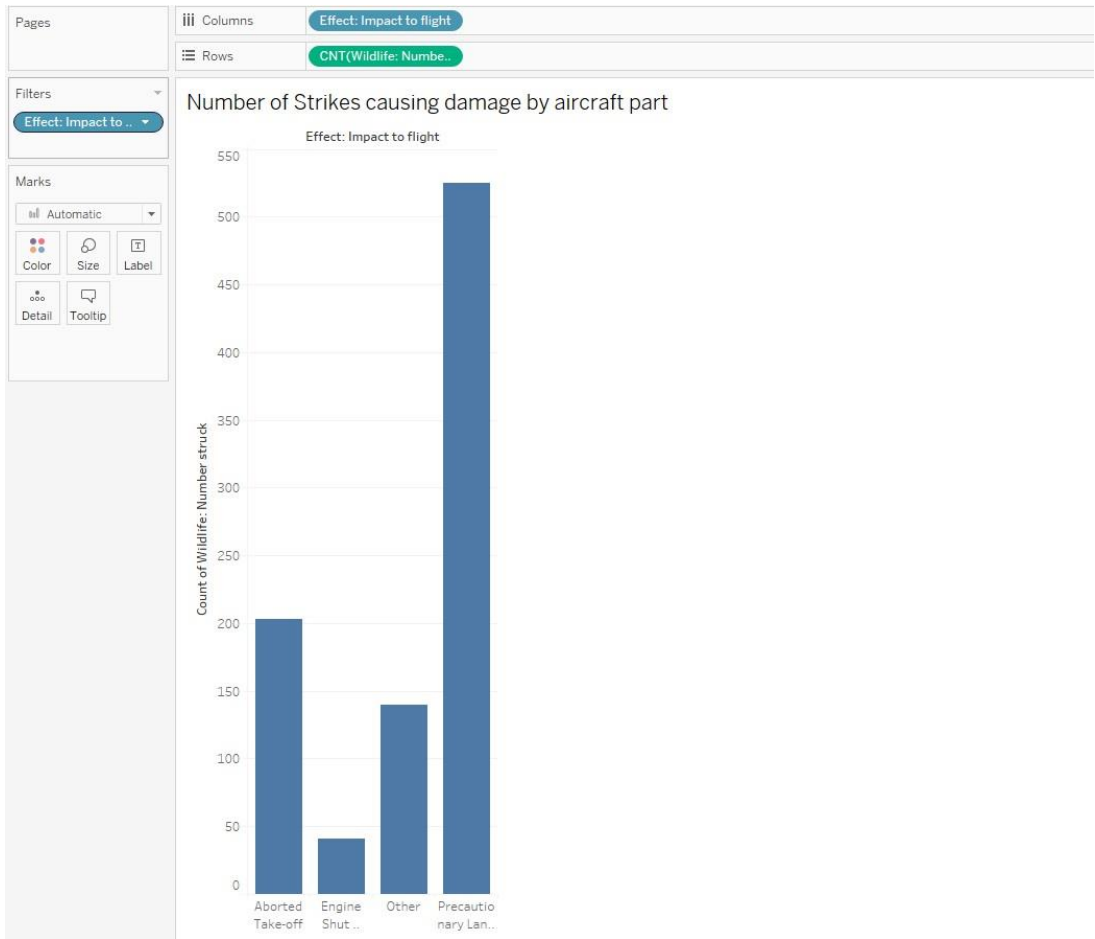 Pages
Columns
Effect: Impact to flight
Rows
CNT(Wildlife: Numbe..
Filters
Effect: Impact to ..
Marks
Automatic
Color
Size
Label
Detail
Tooltip
Number of Strikes causing damage by aircraft part
Effect: Impact to flight
550
500
450
400
350
300
250
200
150
100
50
0
Count of Wildlife: Number struck
Aborted
Take-off
Engine
Shut ..
Other
Precautio
nary Lan..